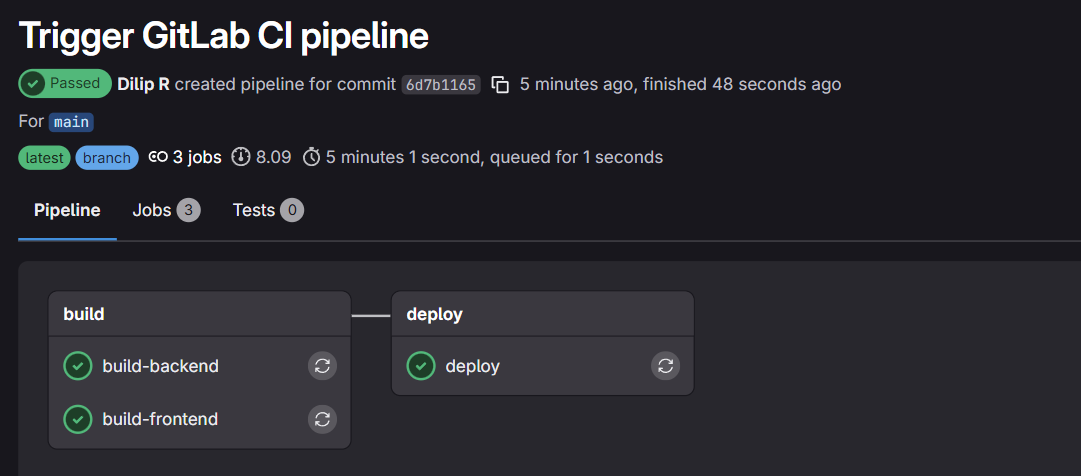 Trigger GitLab CI pipeline
Passed Dilip R created pipeline for commit 6d7b1165 5 minutes ago, finished 48 seconds ago
For main
latest branch 3 jobs 8.09 5 minutes 1 second, queued for 1 seconds
Pipeline Jobs 3 Tests 0
build
build-backend
build-frontend
deploy
deploy